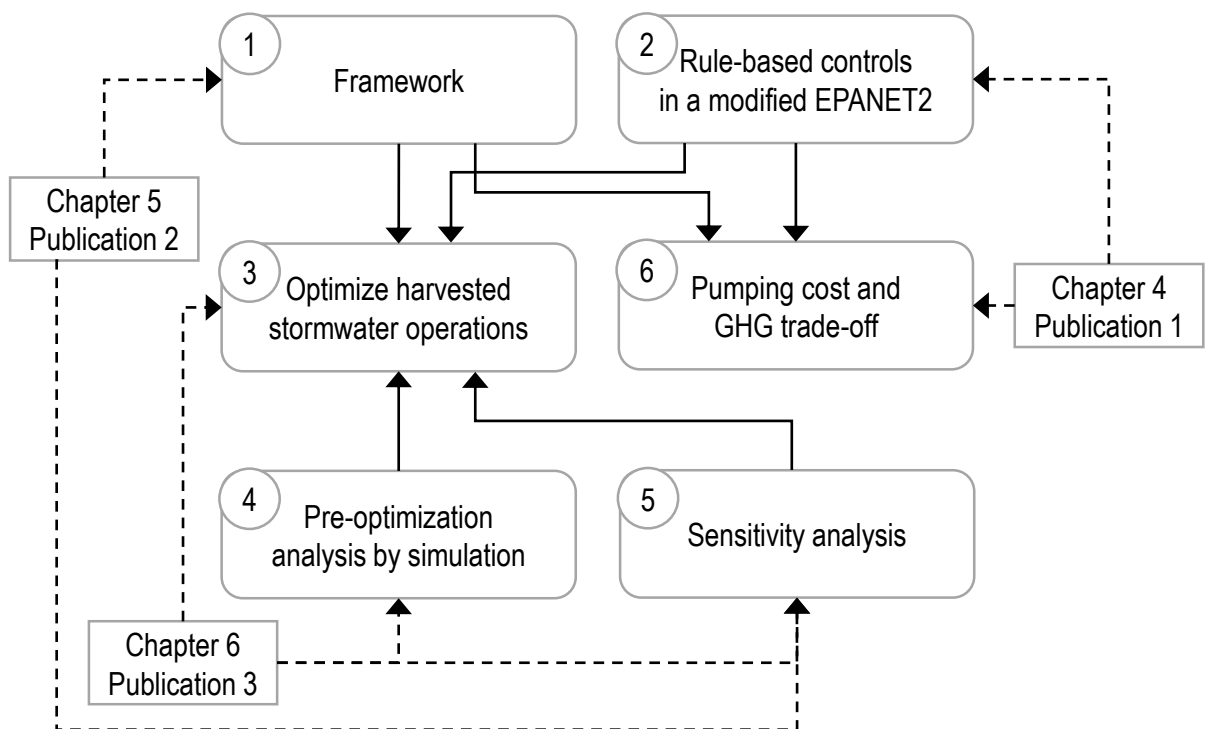 1
Framework
2
Rule-based controls
in a modified EPANET2
Chapter 5
Publication 2
3
Optimize harvested
stormwater operations
6
Pumping cost and
GHG trade-off
Chapter 4
Publication 1
4
Pre-optimization
analysis by simulation
5
Sensitivity analysis
Chapter 6
Publication 3